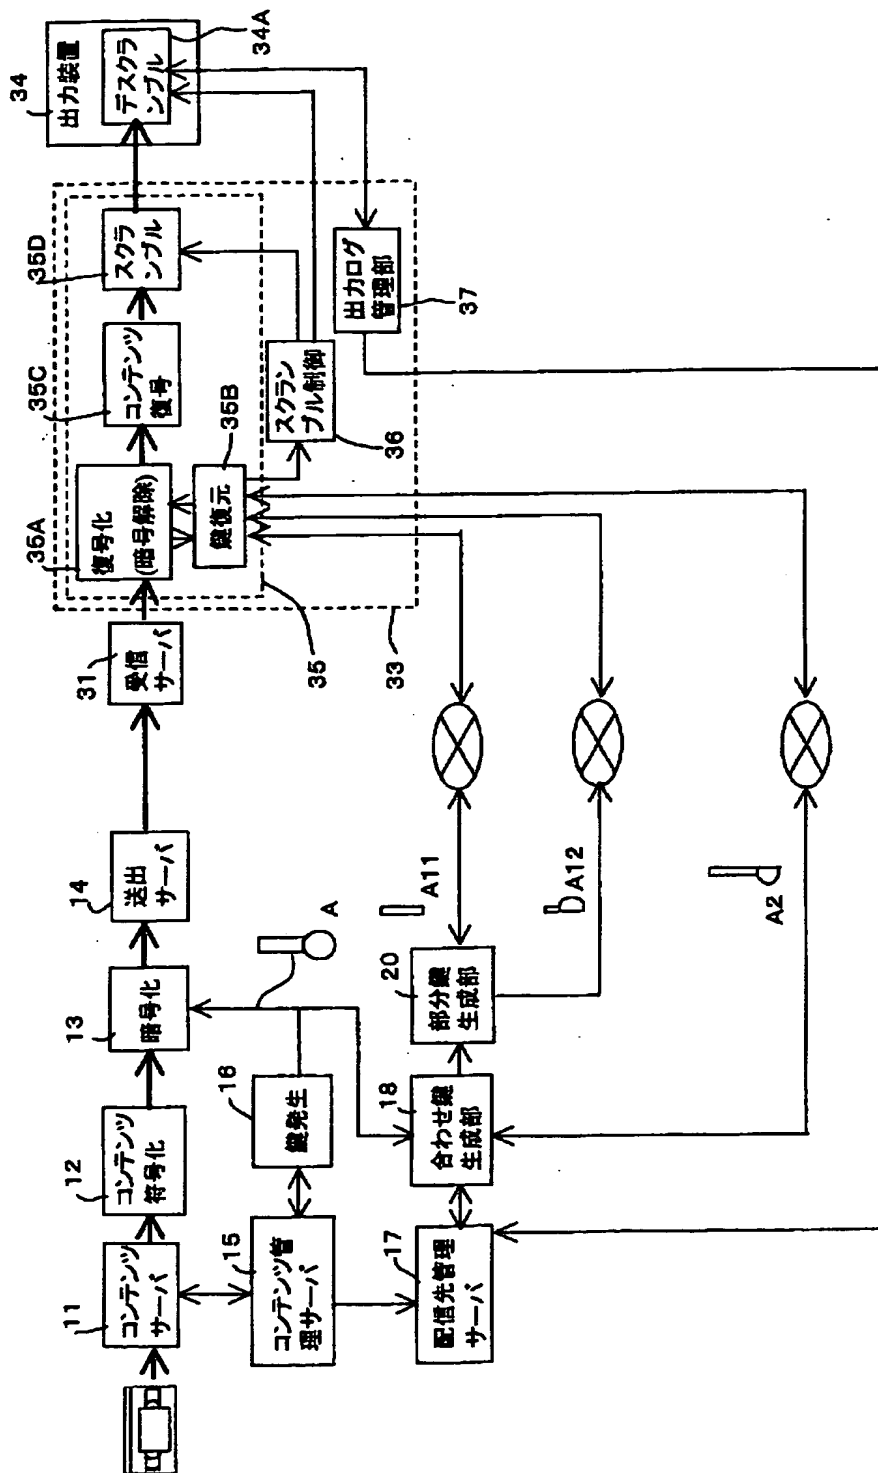 11
コンテンツ
サーバ
12
コンテンツ
符号化
13
暗号化
14
送出
サーバ
31
受信
サーバ
35A
復号化
(暗号解除)
35C
コンテンツ
復号
35D
スクラ
ンブル
34
出力装置
デスクラ
ンブル
34A
15
コンテンツ管
理サーバ
16
鍵発生
A
35B
鍵復元
35
スクラン
ブル制御
36
33
出力ログ
管理部
37
17
配信先管理
サーバ
18
合わせ鍵
生成部
20
部分鍵
生成部
A11
A12
A2